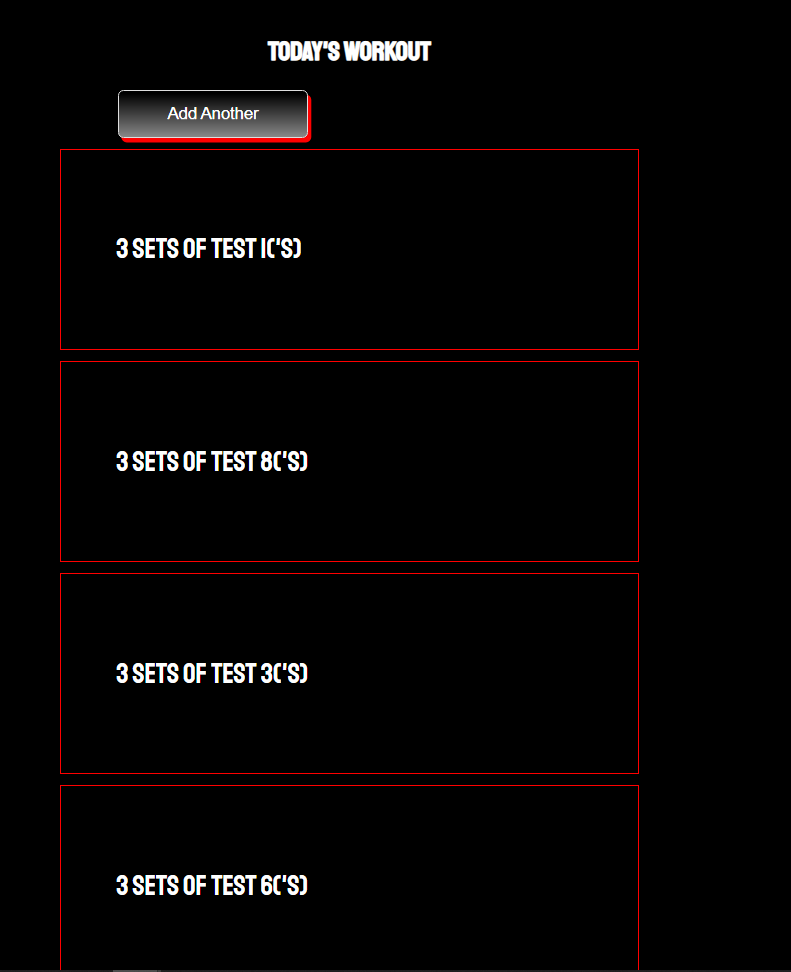 TODAY'S WORKOUT
Add Another
3 SETS OF TEST 1('S)
3 SETS OF TEST 8('S)
3 SETS OF TEST 3('S)
3 SETS OF TEST 6('S)